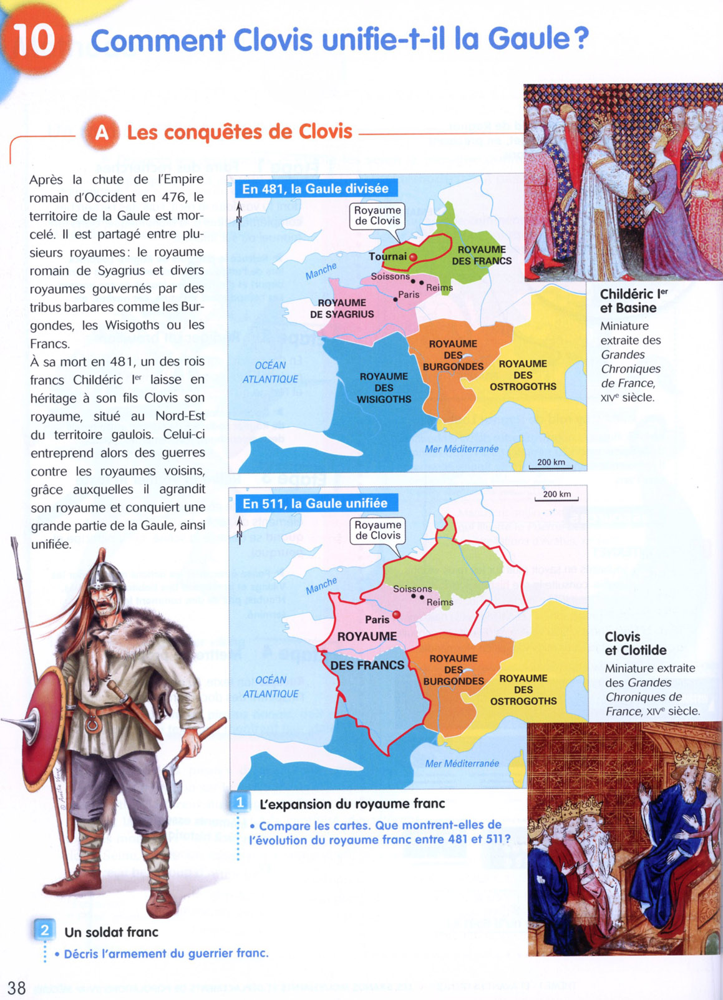 10
Comment Clovis unifie-t-il la Gaule ?
A
Les conquêtes de Clovis
Après la chute de l'Empire
romain d'Occident en 476, le
territoire de la Gaule est mor-
celé. Il est partagé entre plu-
sieurs royaumes : le royaume
romain de Syagrius et divers
royaumes gouvernés par des
tribus barbares comme les Bur-
gondes, les Wisigoths ou les
Francs.
À sa mort en 481, un des rois
francs Childéric Ier laisse en
héritage à son fils Clovis son
royaume, situé au Nord-Est
du territoire gaulois. Celui-ci
entreprend alors des guerres
contre les royaumes voisins,
grâce auxquelles il agrandit
son royaume et conquiert une
grande partie de la Gaule, ainsi
unifiée.
En 481, la Gaule divisée
N
Royaume
de Clovis
Tournai
ROYAUME
DES FRANCS
Manche
Soissons
Reims
Paris
ROYAUME
DE SYAGRIUS
OCÉAN
ATLANTIQUE
ROYAUME
DES
WISIGOTHS
ROYAUME
DES
BURGONDES
ROYAUME
DES
OSTROGOTHS
Mer Méditerranée
200 km
Childéric Ier
et Basine
Miniature
extraite des
Grandes
Chroniques
de France,
XIVe siècle.
En 511, la Gaule unifiée
200 km
N
Royaume
de Clovis
Manche
Soissons
Reims
Paris
ROYAUME
DES FRANCS
OCÉAN
ATLANTIQUE
ROYAUME
DES
BURGONDES
ROYAUME
DES
OSTROGOTHS
Mer Méditerranée
Clovis
et Clotilde
Miniature extraite
des Grandes
Chroniques de
France, XIVe siècle.
1
L'expansion du royaume franc
• Compare les cartes. Que montrent-elles de
l'évolution du royaume franc entre 481 et 511 ?
2
Un soldat franc
• Décris l'armement du guerrier franc.
38